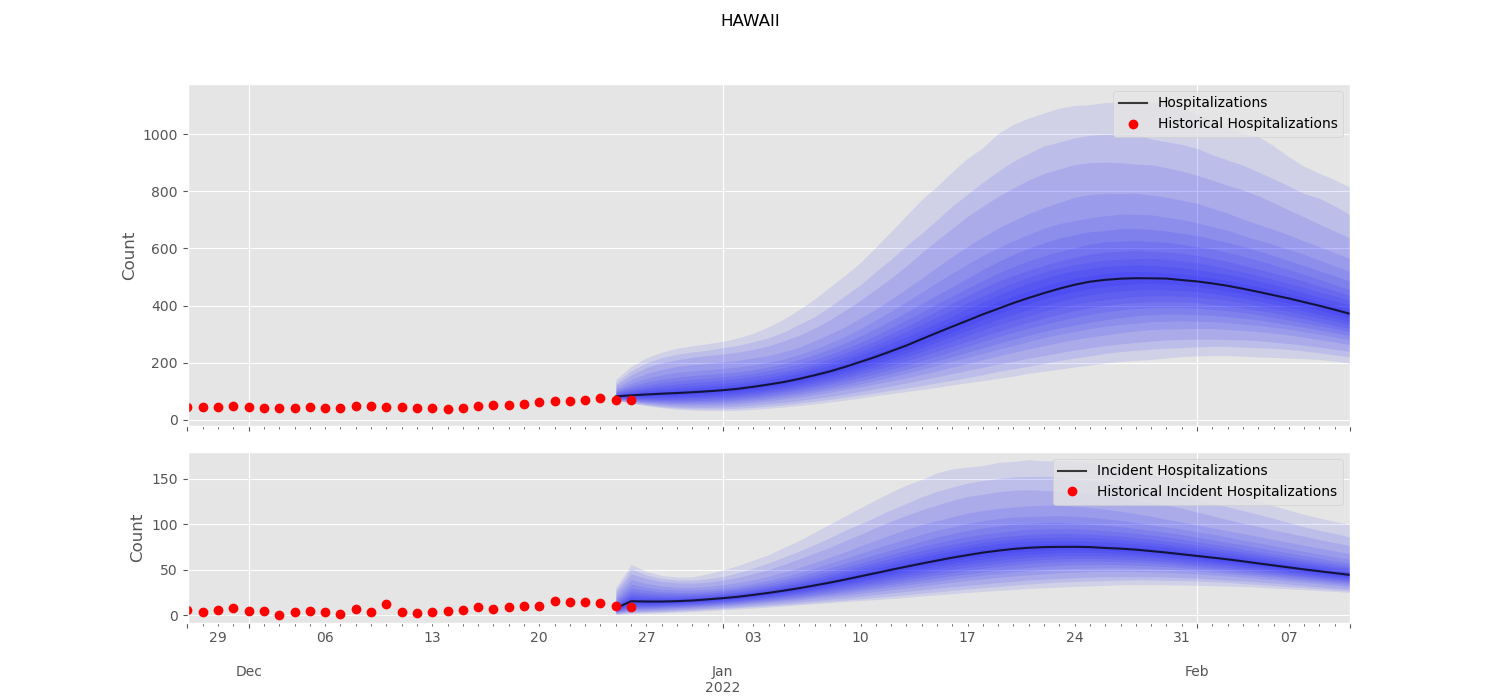 HAWAII
Hospitalizations
Historical Hospitalizations
1000
800
600
400
200
0
Count
Incident Hospitalizations
Historical Incident Hospitalizations
150
100
50
0
Count
29 06 13 20 27 03 10 17 24 31 07
Dec Jan Feb
2022